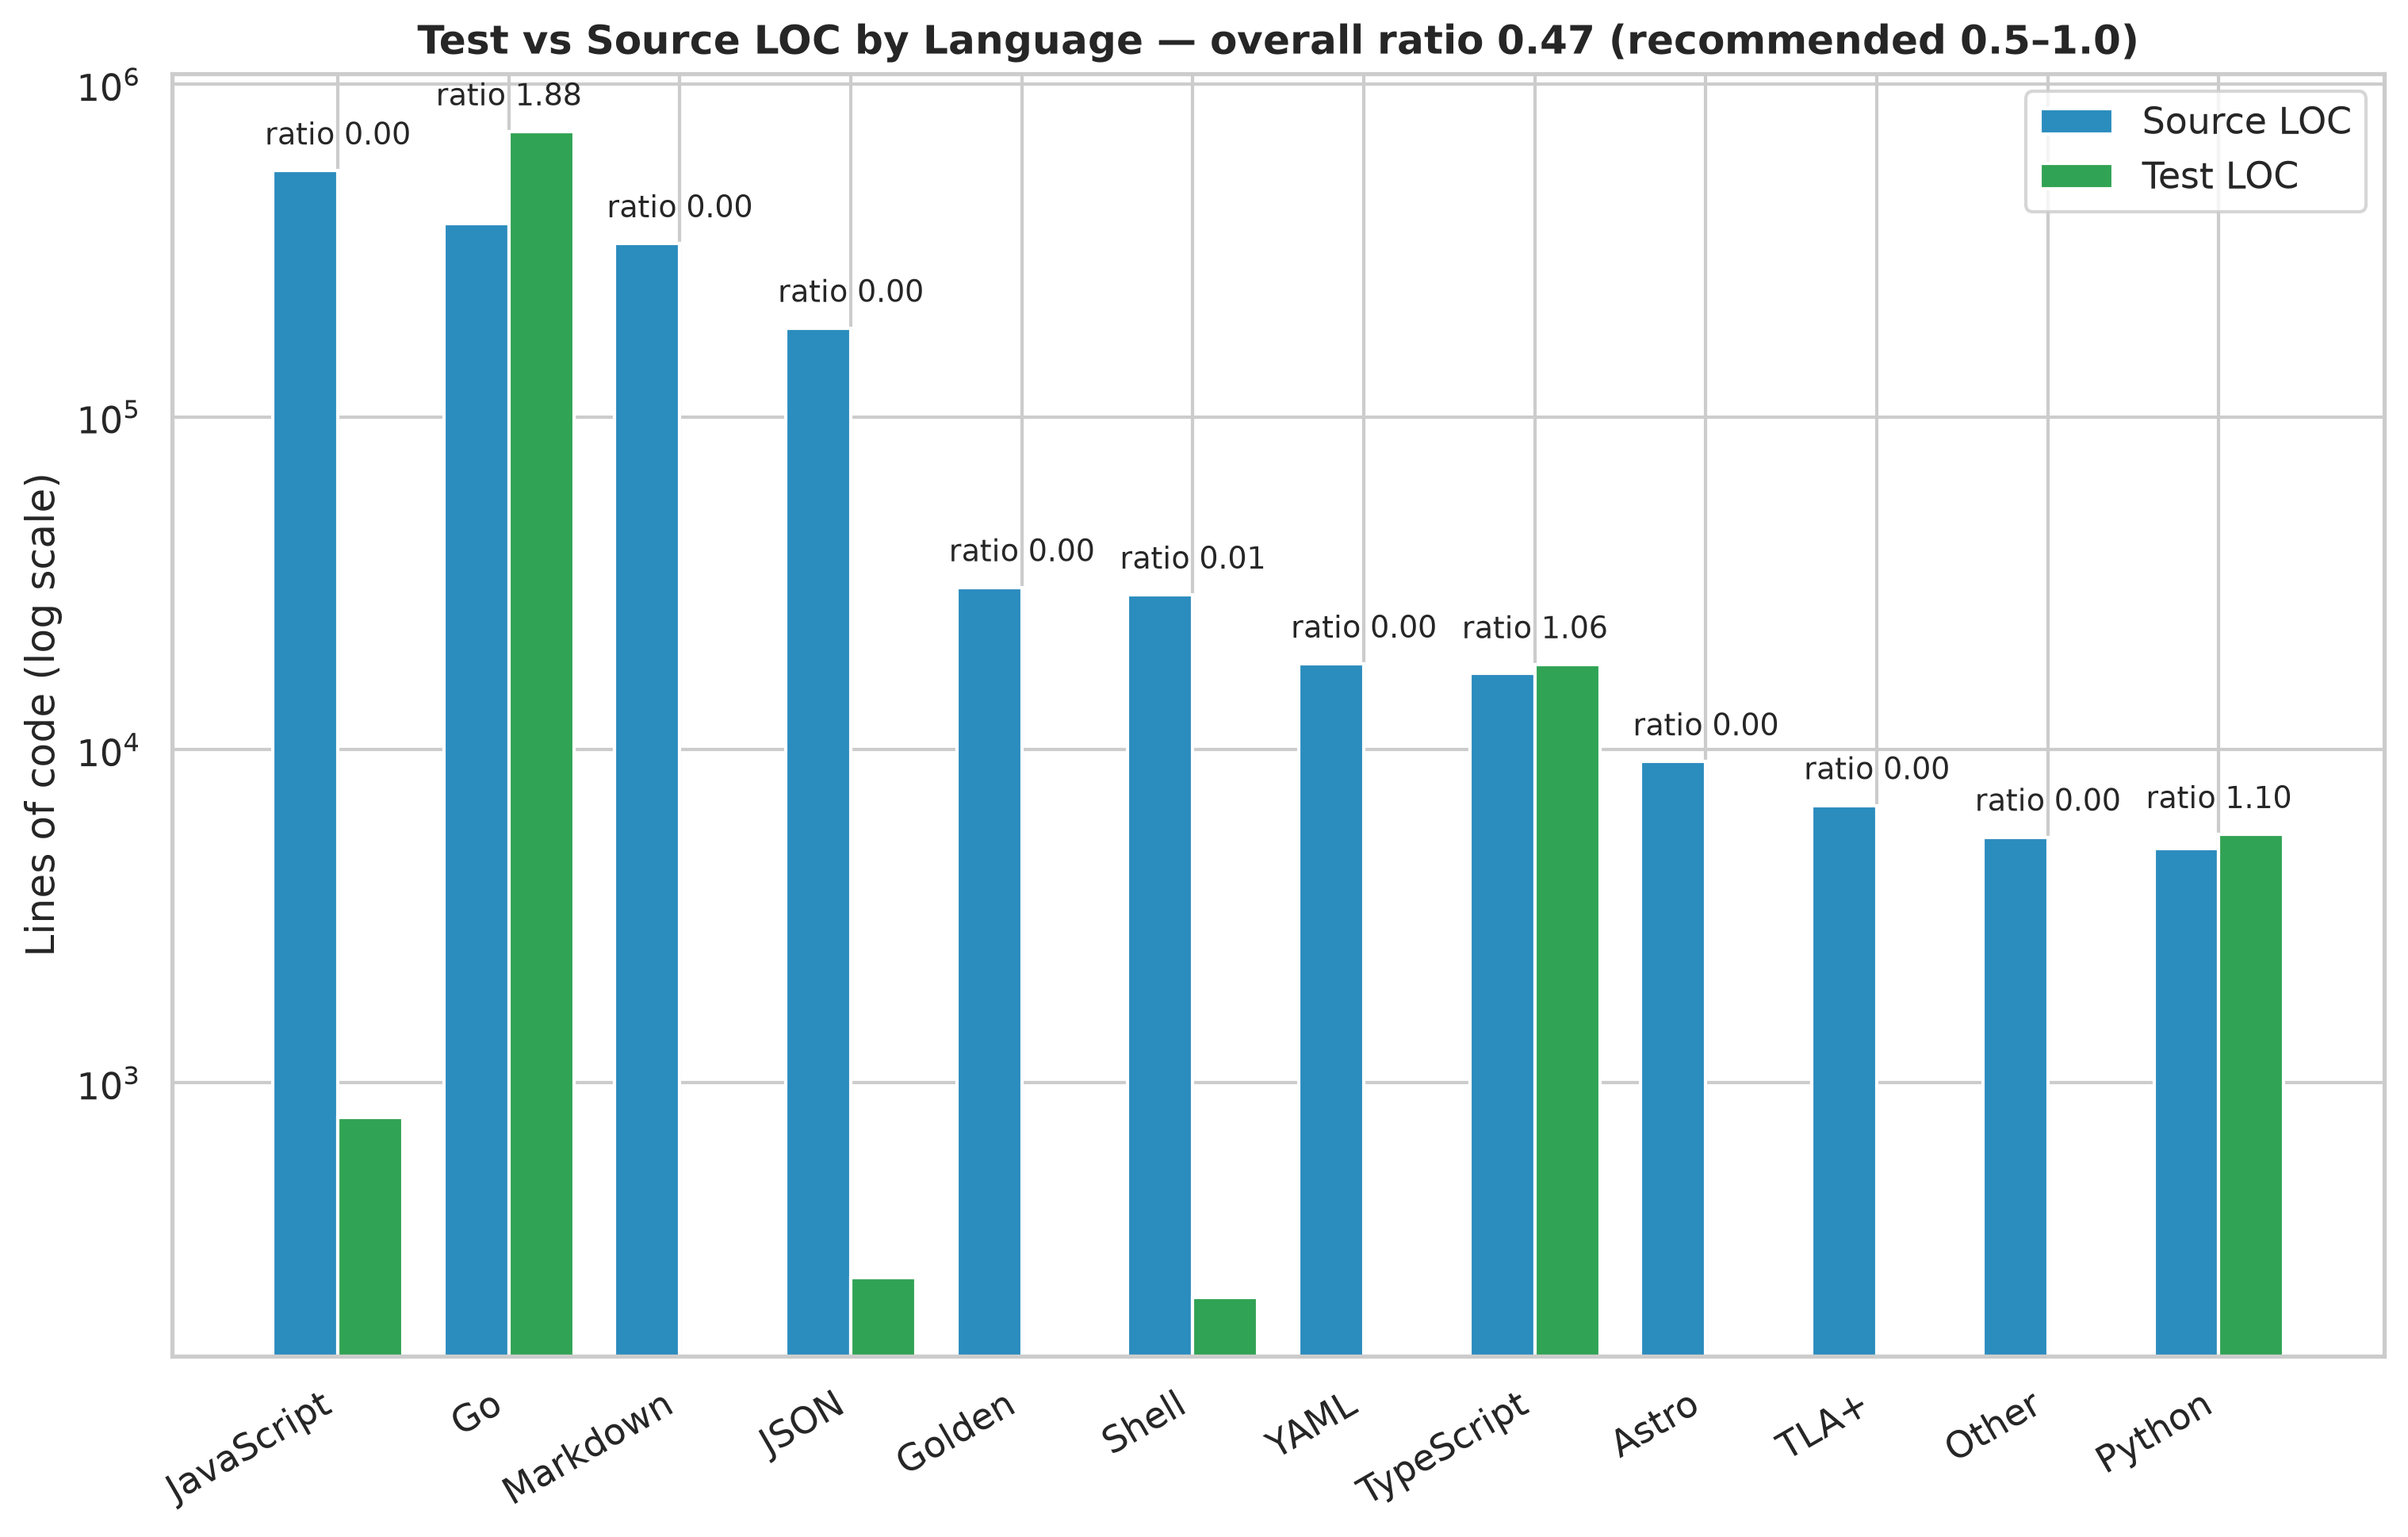 Test vs Source LOC by Language — overall ratio 0.47 (recommended 0.5–1.0)
Lines of code (log scale)
10⁶
10⁵
10⁴
10³
ratio 0.00
ratio 1.88
ratio 0.00
ratio 0.00
ratio 0.00
ratio 0.01
ratio 0.00
ratio 1.06
ratio 0.00
ratio 0.00
ratio 0.00
ratio 1.10
Source LOC
Test LOC
JavaScript
Go
Markdown
JSON
Golden
Shell
YAML
TypeScript
Astro
TLA+
Other
Python